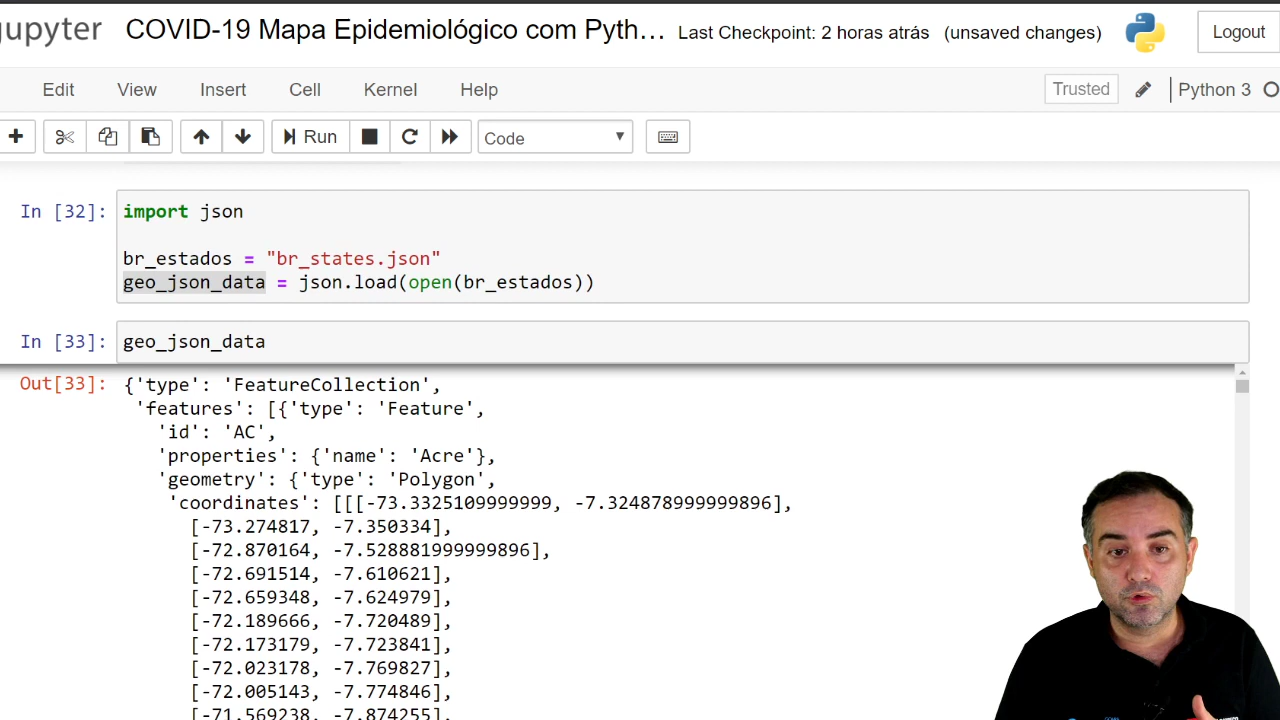 jupyter COVID-19 Mapa Epidemiológico com Pyth... Last Checkpoint: 2 horas atrás (unsaved changes) Logout
Edit View Insert Cell Kernel Help Trusted Python 3
Run Code
In [32]: import json
br_estados = "br_states.json"
geo_json_data = json.load(open(br_estados))
In [33]: geo_json_data
Out[33]: {'type': 'FeatureCollection',
'features': [{'type': 'Feature',
'id': 'AC',
'properties': {'name': 'Acre'},
'geometry': {'type': 'Polygon',
'coordinates': [[[-73.3325109999999, -7.324878999999896],
[-73.274817, -7.350334],
[-72.870164, -7.528881999999896],
[-72.691514, -7.610621],
[-72.659348, -7.624979],
[-72.189666, -7.720489],
[-72.173179, -7.723841],
[-72.023178, -7.769827],
[-72.005143, -7.774846],
[-71.569238, -7.874255],